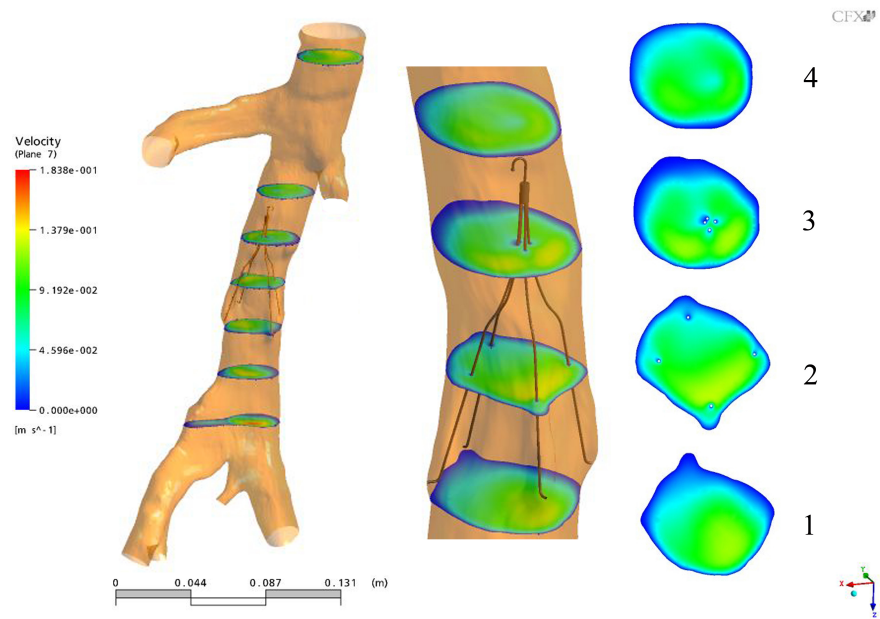 CFX
4
Velocity
(Plane 7)
1.838e-001
1.379e-001
9.192e-002
4.596e-002
0.000e+000
[m s^-1]
3
2
1
0 0.044 0.087 0.131 (m)
Y
X
Z